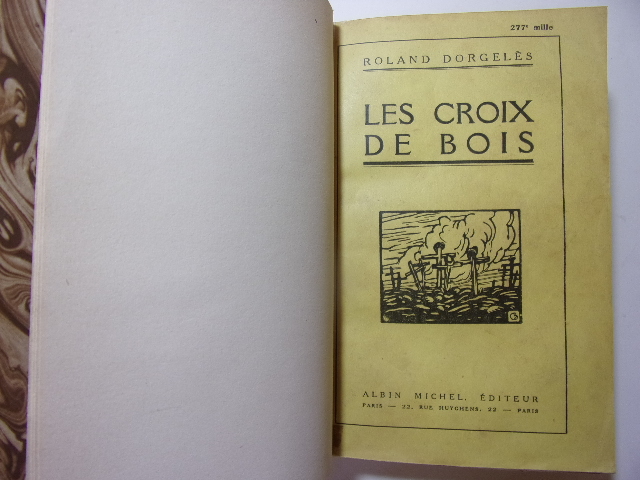 277e mille
ROLAND DORGELÈS
LES CROIX
DE BOIS
ALBIN MICHEL, ÉDITEUR
PARIS — 22, RUE HUYGHENS, 22 — PARIS